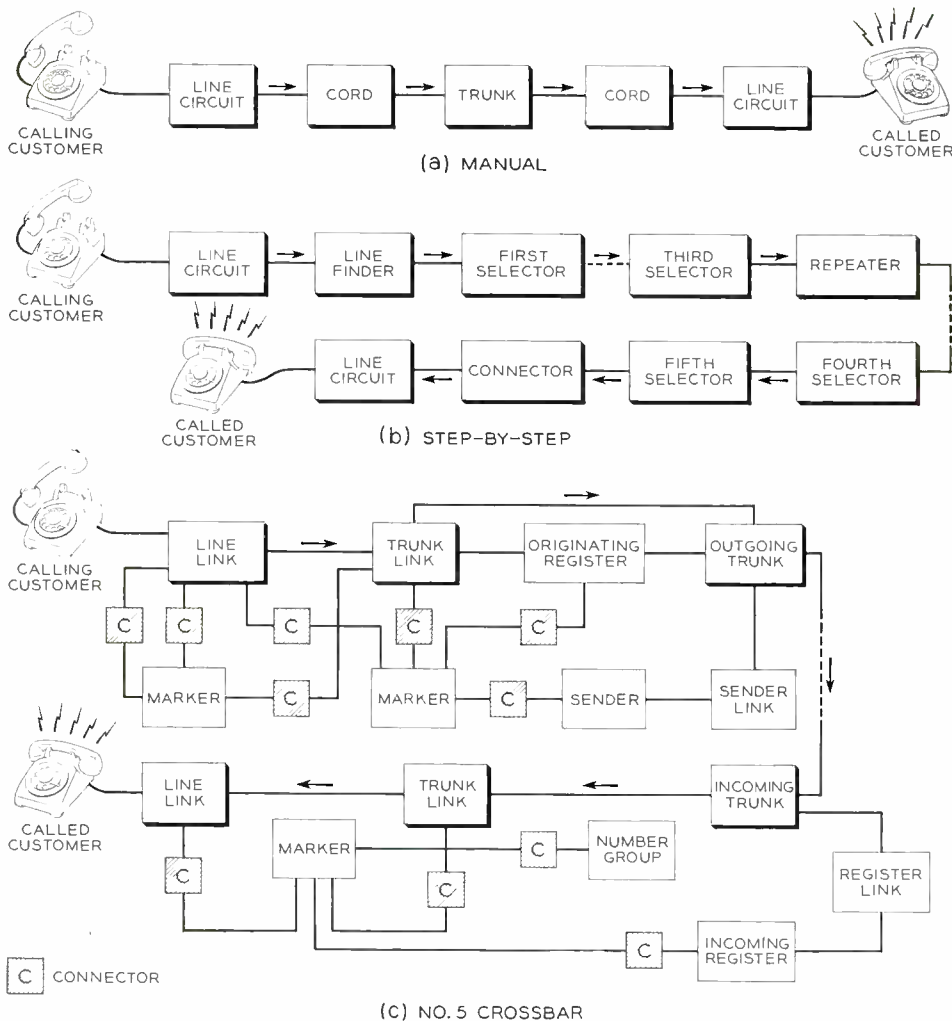 CALLING
CUSTOMER
LINE
CIRCUIT
CORD
TRUNK
CORD
LINE
CIRCUIT
CALLED
CUSTOMER
(a) MANUAL
CALLING
CUSTOMER
LINE
CIRCUIT
LINE
FINDER
FIRST
SELECTOR
THIRD
SELECTOR
REPEATER
CALLED
CUSTOMER
LINE
CIRCUIT
CONNECTOR
FIFTH
SELECTOR
FOURTH
SELECTOR
(b) STEP-BY-STEP
CALLING
CUSTOMER
LINE
LINK
TRUNK
LINK
ORIGINATING
REGISTER
OUTGOING
TRUNK
C
C
C
C
C
MARKER
C
MARKER
C
SENDER
SENDER
LINK
CALLED
CUSTOMER
LINE
LINK
TRUNK
LINK
INCOMING
TRUNK
C
MARKER
C
C
NUMBER
GROUP
REGISTER
LINK
C
INCOMING
REGISTER
C CONNECTOR
(c) NO. 5 CROSSBAR